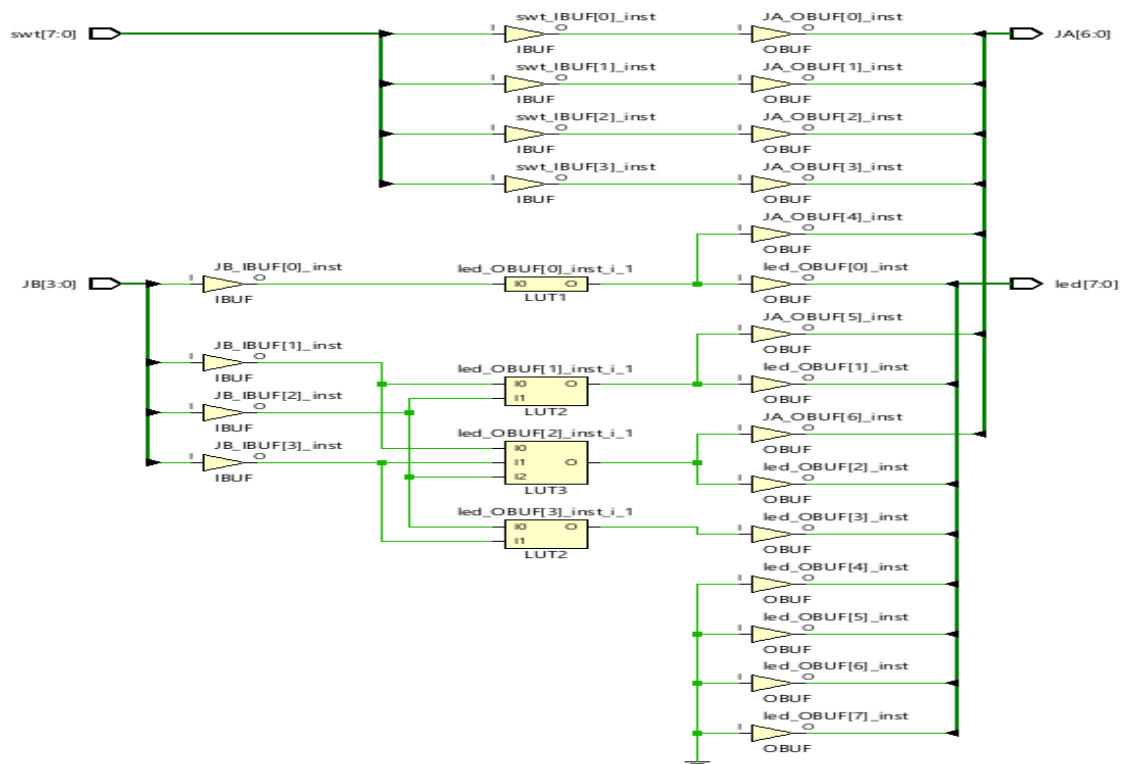 swt[7:0]
swt_IBUF[0]_inst
I
O
IBUF
JA_OBUF[0]_inst
I
O
OBUF
JA[6:0]
swt_IBUF[1]_inst
I
O
IBUF
JA_OBUF[1]_inst
I
O
OBUF
swt_IBUF[2]_inst
I
O
IBUF
JA_OBUF[2]_inst
I
O
OBUF
swt_IBUF[3]_inst
I
O
IBUF
JA_OBUF[3]_inst
I
O
OBUF
JA_OBUF[4]_inst
I
O
OBUF
JB[3:0]
JB_IBUF[0]_inst
I
O
IBUF
led_OBUF[0]_inst_i_1
I0
O
LUT1
led_OBUF[0]_inst
I
O
OBUF
led[7:0]
JA_OBUF[5]_inst
I
O
OBUF
JB_IBUF[1]_inst
I
O
IBUF
led_OBUF[1]_inst_i_1
I0
O
I1
LUT2
led_OBUF[1]_inst
I
O
OBUF
JB_IBUF[2]_inst
I
O
IBUF
JA_OBUF[6]_inst
I
O
OBUF
JB_IBUF[3]_inst
I
O
IBUF
led_OBUF[2]_inst_i_1
I0
I1
O
I2
LUT3
led_OBUF[2]_inst
I
O
OBUF
led_OBUF[3]_inst_i_1
I0
O
I1
LUT2
led_OBUF[3]_inst
I
O
OBUF
led_OBUF[4]_inst
I
O
OBUF
led_OBUF[5]_inst
I
O
OBUF
led_OBUF[6]_inst
I
O
OBUF
led_OBUF[7]_inst
I
O
OBUF